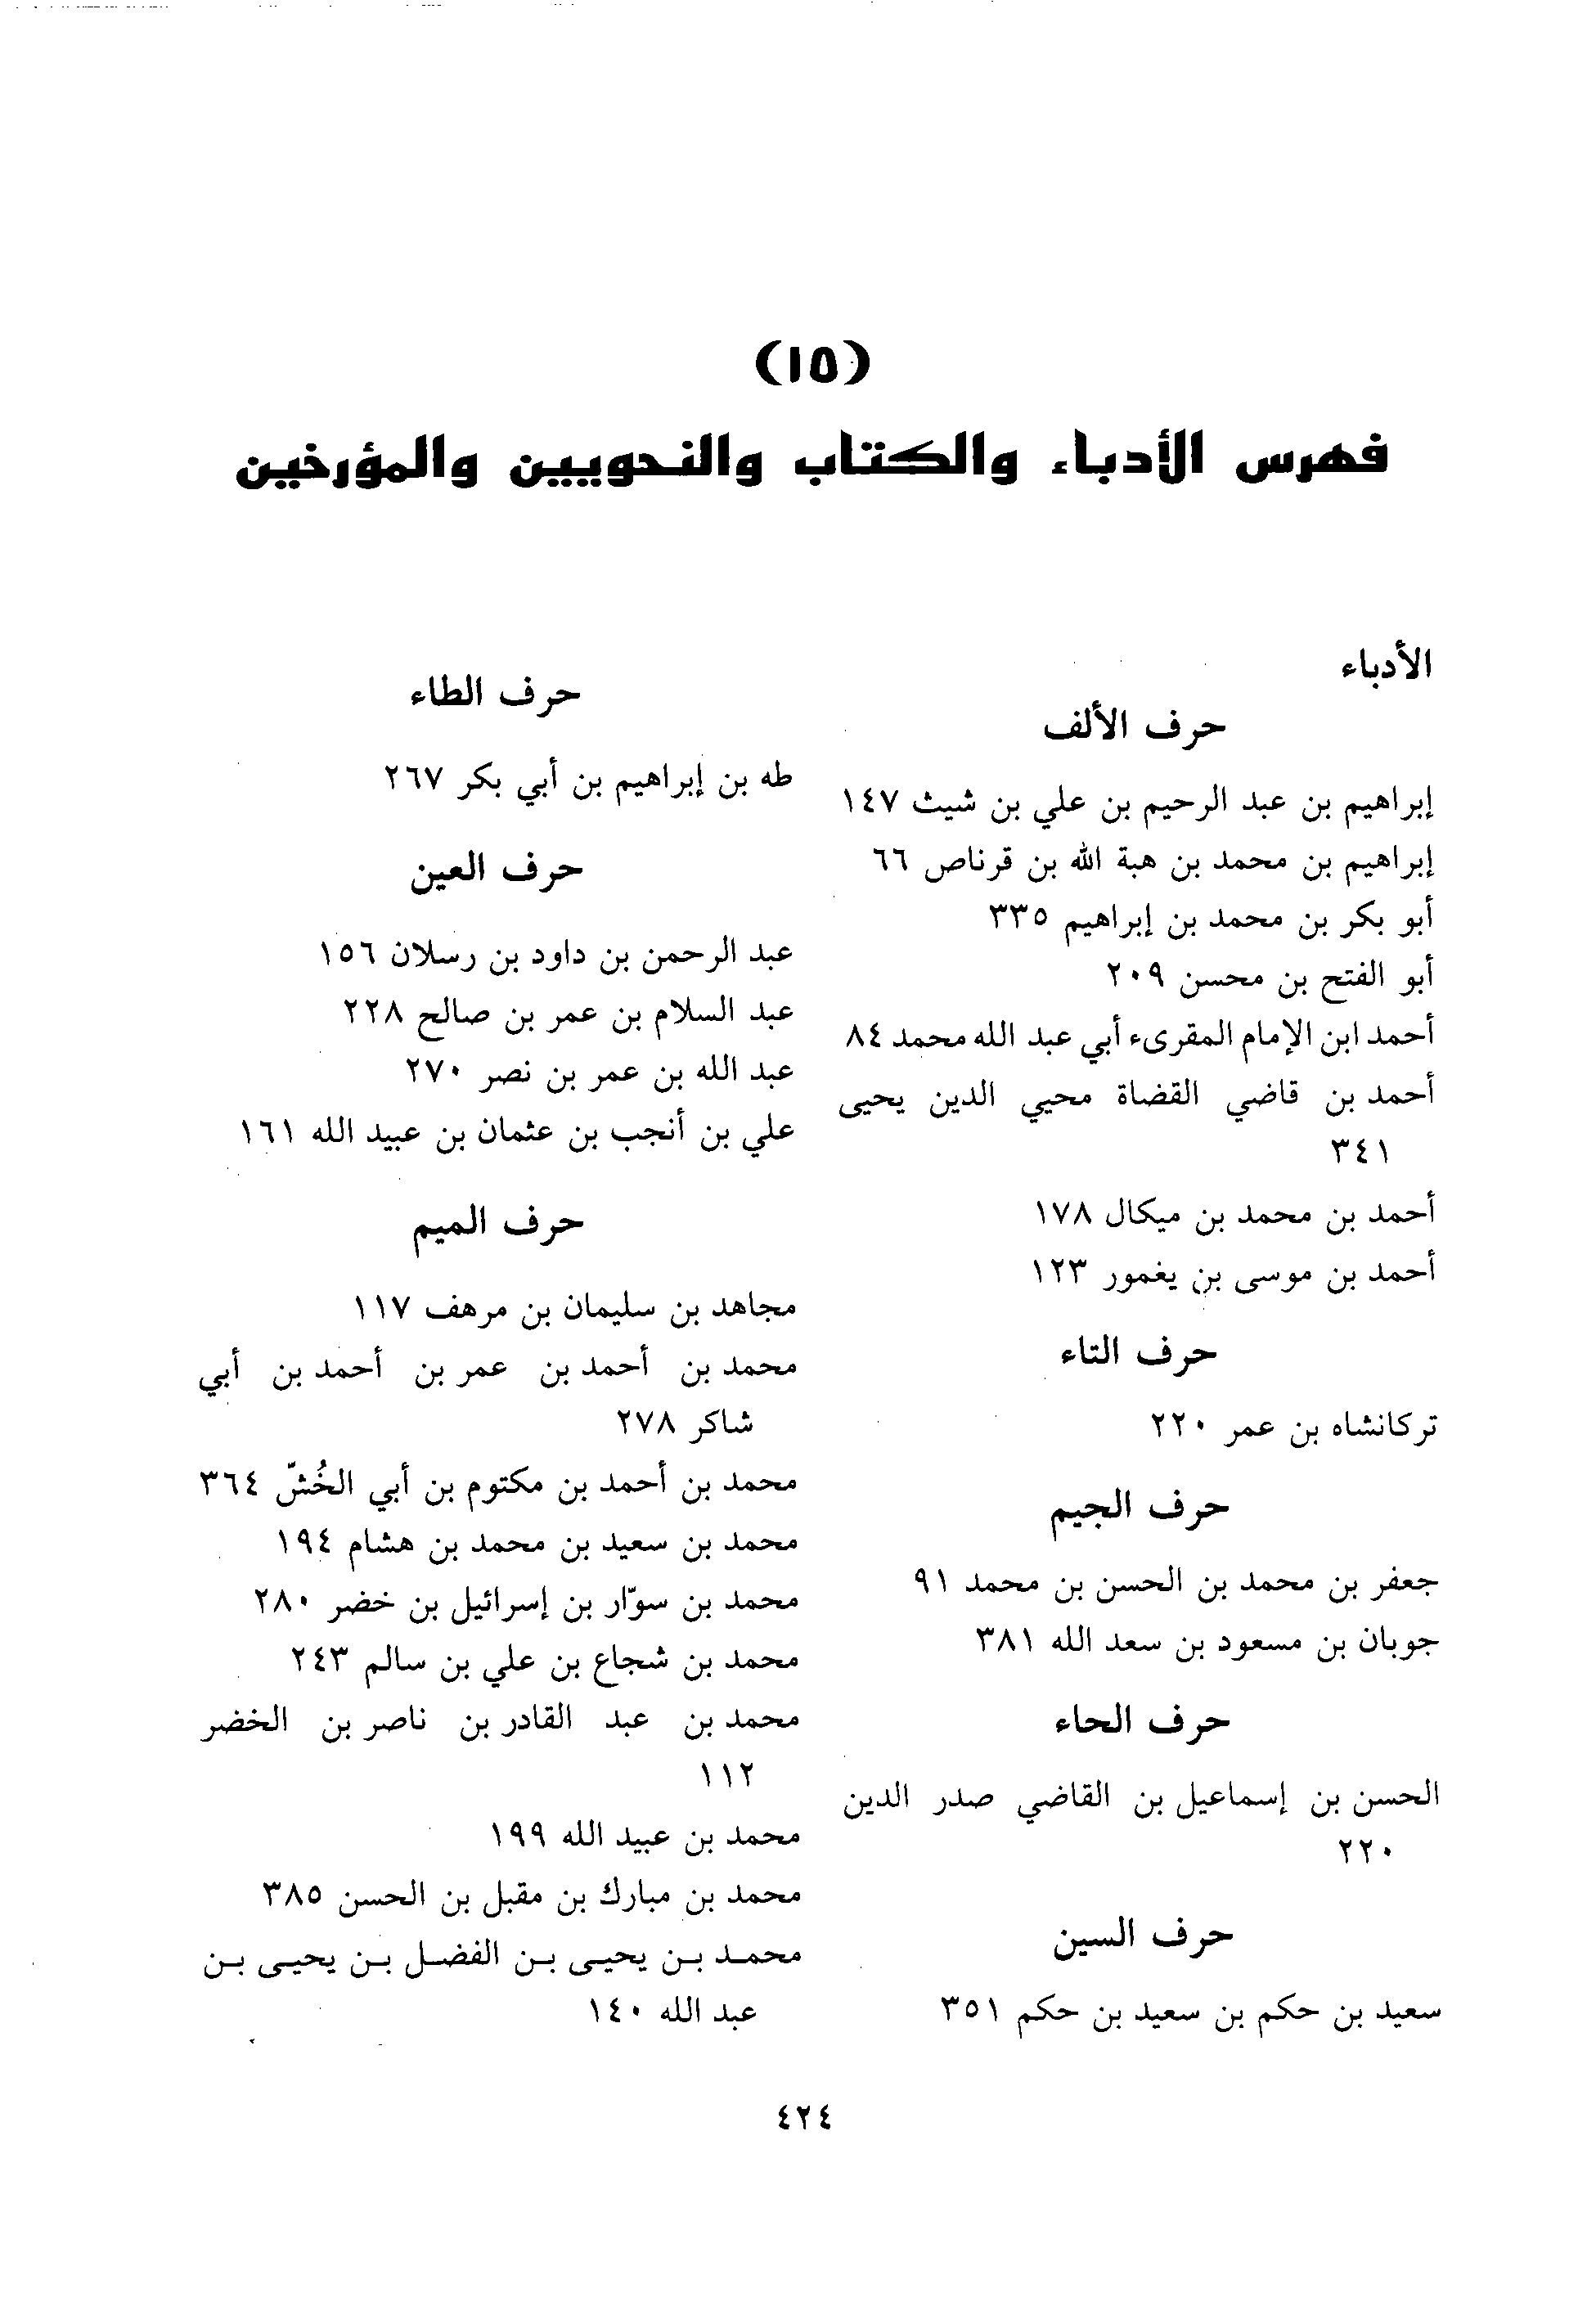 (١٥)
فهرس الأدباء والكتاب والنحويين والمؤرخين
الأدباء
حرف الألف
إبراهيم بن عبد الرحيم بن علي بن شيث ١٤٧
إبراهيم بن محمد بن هبة الله بن قرناص ٦٦
أبو بكر بن محمد بن إبراهيم ٣٣٥
أبو الفتح بن محسن ٢٠٩
أحمد ابن الإمام المقرىء أبي عبد الله محمد ٨٤
أحمد بن قاضي القضاة محيي الدين يحيى
٣٤١
أحمد بن محمد بن ميكال ١٧٨
أحمد بن موسى بن يغمور ١٢٣
حرف التاء
تركانشاه بن عمر ٢٢٠
حرف الجيم
جعفر بن محمد بن الحسن بن محمد ٩١
جوبان بن مسعود بن سعد الله ٣٨١
حرف الحاء
الحسن بن إسماعيل بن القاضي صدر الدين
٢٢٠
حرف السين
سعيد بن حكم بن سعيد بن حكم ٣٥١
حرف الطاء
طه بن إبراهيم بن أبي بكر ٢٦٧
حرف العين
عبد الرحمن بن داود بن رسلان ١٥٦
عبد السلام بن عمر بن صالح ٢٢٨
عبد الله بن عمر بن نصر ٢٧٠
علي بن أنجب بن عثمان بن عبيد الله ١٦١
حرف الميم
مجاهد بن سليمان بن مرهف ١١٧
محمد بن أحمد بن عمر بن أحمد بن أبي
شاكر ٢٧٨
محمد بن أحمد بن مكتوم بن أبي الخُشّ ٣٦٤
محمد بن سعيد بن محمد بن هشام ١٩٤
محمد بن سوّار بن إسرائيل بن خضر ٢٨٠
محمد بن شجاع بن علي بن سالم ٢٤٣
محمد بن عبد القادر بن ناصر بن الخضر
١١٢
محمد بن عبيد الله ١٩٩
محمد بن مبارك بن مقبل بن الحسن ٣٨٥
محمد بن يحيى بن الفضل بن يحيى بن
عبد الله ١٤٠
٤٢٤